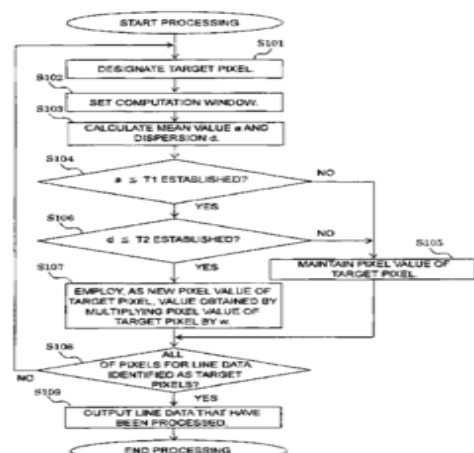 START PROCESSING
S101
DESIGNATE TARGET PIXEL.
S102
SET COMPUTATION WINDOW.
S103
CALCULATE MEAN VALUE a AND
DISPERSION d.
S104
a ≤ T1 ESTABLISHED?
NO
YES
S106
d ≤ T2 ESTABLISHED?
NO
YES
S105
MAINTAIN PIXEL VALUE OF
TARGET PIXEL.
S107
EMPLOY, AS NEW PIXEL VALUE OF
TARGET PIXEL, VALUE OBTAINED BY
MULTIPLYING PIXEL VALUE OF
TARGET PIXEL BY w.
S108
ALL
OF PIXELS FOR LINE DATA
IDENTIFIED AS TARGET
PIXELS?
NO
YES
S109
OUTPUT LINE DATA THAT HAVE
BEEN PROCESSED.
END PROCESSING